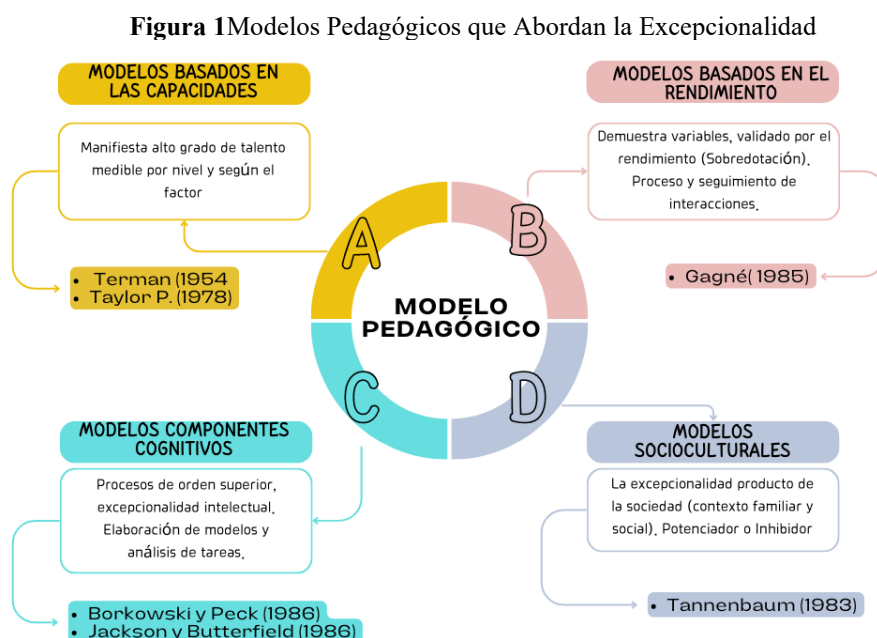 Figura 1Modelos Pedagógicos que Abordan la Excepcionalidad
MODELOS BASADOS EN
LAS CAPACIDADES
Manifiesta alto grado de talento
medible por nivel y según el
factor
• Terman (1954
• Taylor P. (1978)
MODELOS BASADOS EN EL
RENDIMIENTO
Demuestra variables, validado por el
rendimiento (Sobredotación).
Proceso y seguimiento de
interacciones.
• Gagné( 1985)
A
B
MODELO
PEDAGÓGICO
C
D
MODELOS COMPONENTES
COGNITIVOS
Procesos de orden superior,
excepcionalidad intelectual.
Elaboración de modelos y
análisis de tareas.
• Borkowski y Peck (1986)
• Jackson y Butterfield (1986)
MODELOS
SOCIOCULTURALES
La excepcionalidad producto de
la sociedad (contexto familiar y
social). Potenciador o Inhibidor
• Tannenbaum (1983)